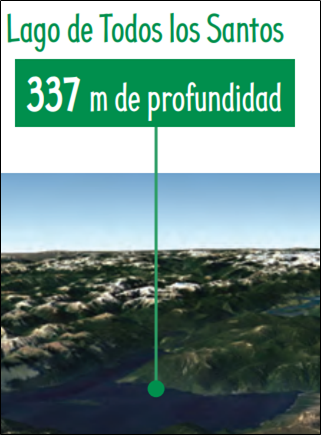 Lago de Todos los Santos
337 m de profundidad